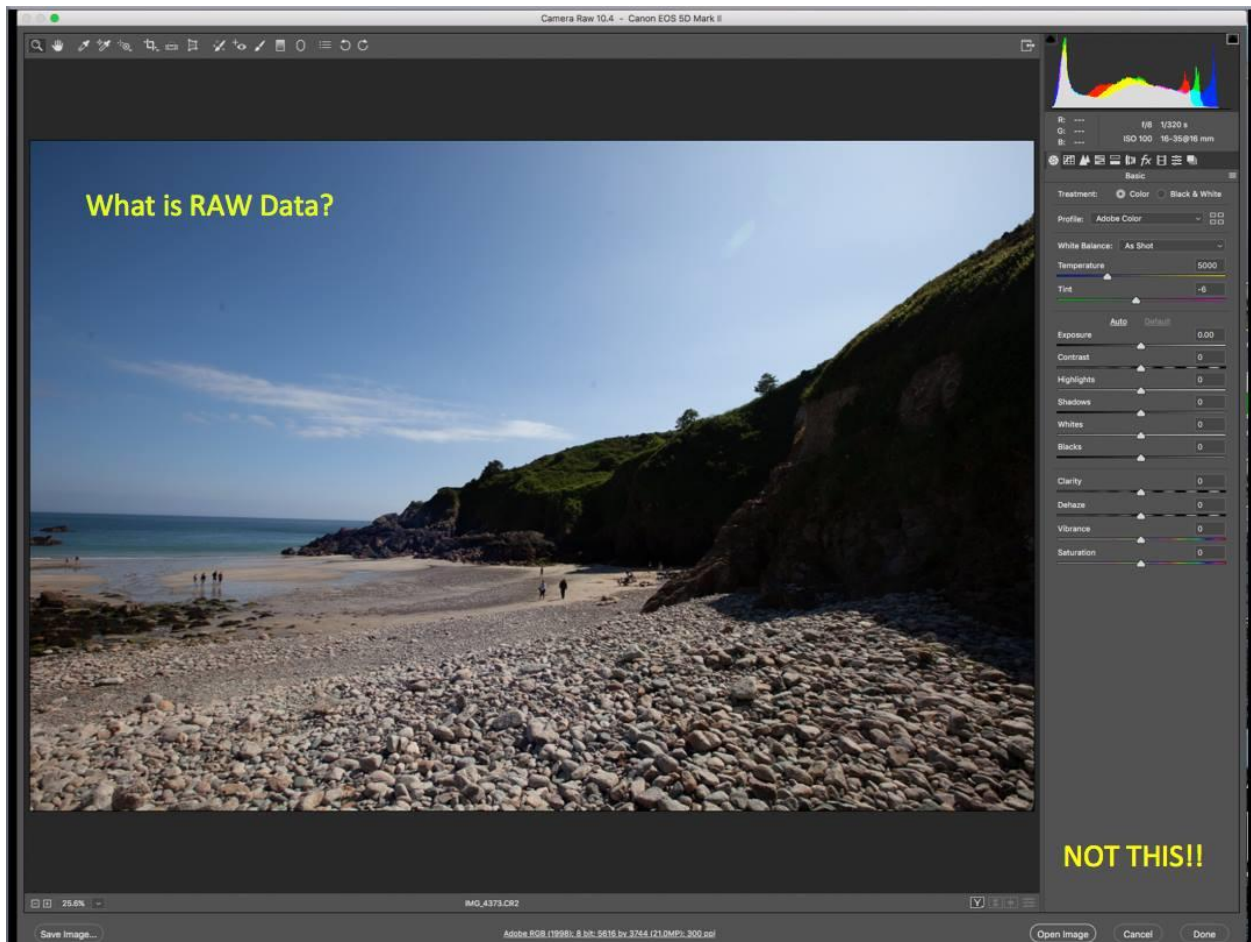 Camera Raw 10.4 - Canon EOS 5D Mark II
What is RAW Data?
R: ---
G: ---
B: ---
f/8 1/320 s
ISO 100 16-35@16 mm
fx
Basic
Treatment: Color Black & White
Profile: Adobe Color
White Balance: As Shot
Temperature 5000
Tint -6
Auto Default
Exposure 0.00
Contrast 0
Highlights 0
Shadows 0
Whites 0
Blacks 0
Clarity 0
Dehaze 0
Vibrance 0
Saturation 0
NOT THIS!!
25.6% IMG_4373.CR2 Y
Save Image... Adobe RGB (1998); 8 bit; 5616 by 3744 (21.0MP); 300 ppi Open Image Cancel Done